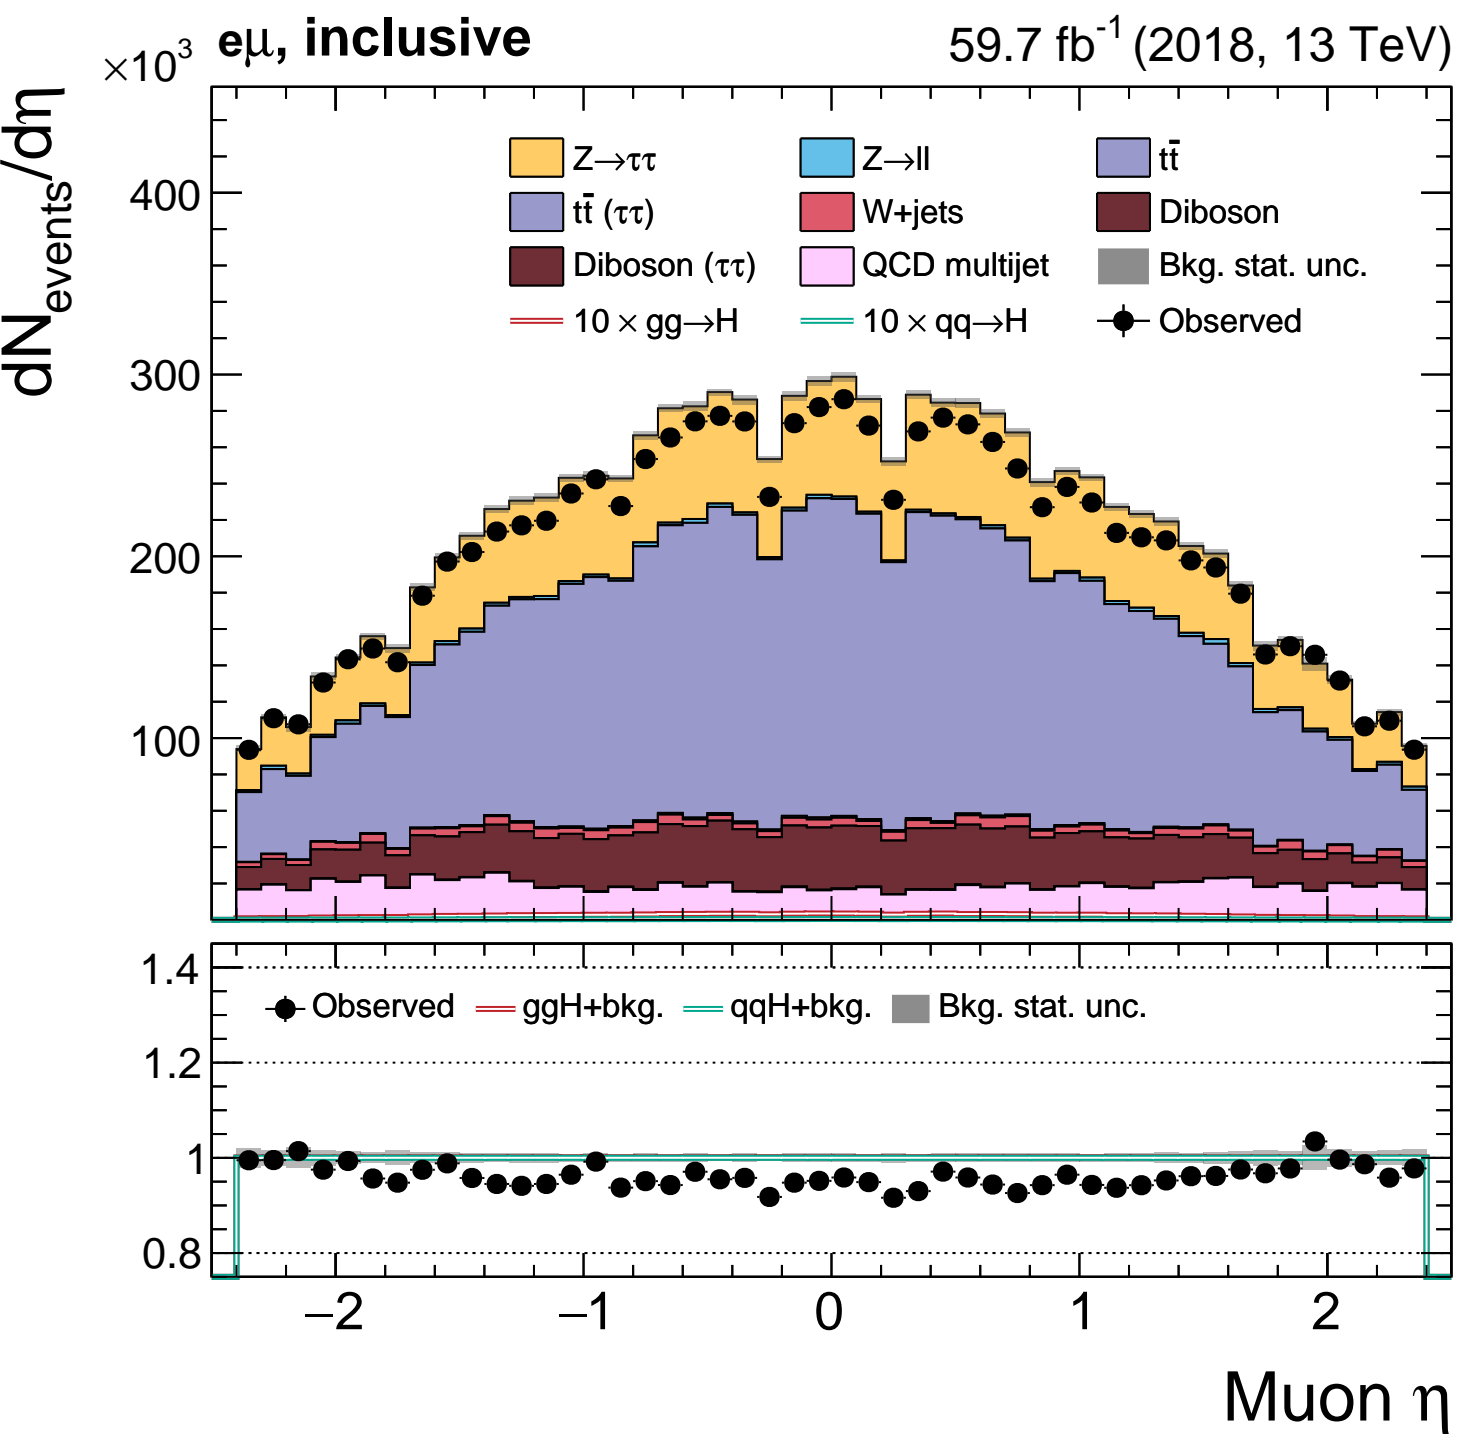 ×10³ eμ, inclusive 59.7 fb⁻¹ (2018, 13 TeV)
dN_events/dη
Z→ττ Z→ll tt̄
tt̄ (ττ) W+jets Diboson
Diboson (ττ) QCD multijet Bkg. stat. unc.
10 × gg→H 10 × qq→H Observed
400
300
200
100
1.4
Observed ggH+bkg. qqH+bkg. Bkg. stat. unc.
1.2
1
0.8
−2 −1 0 1 2
Muon η